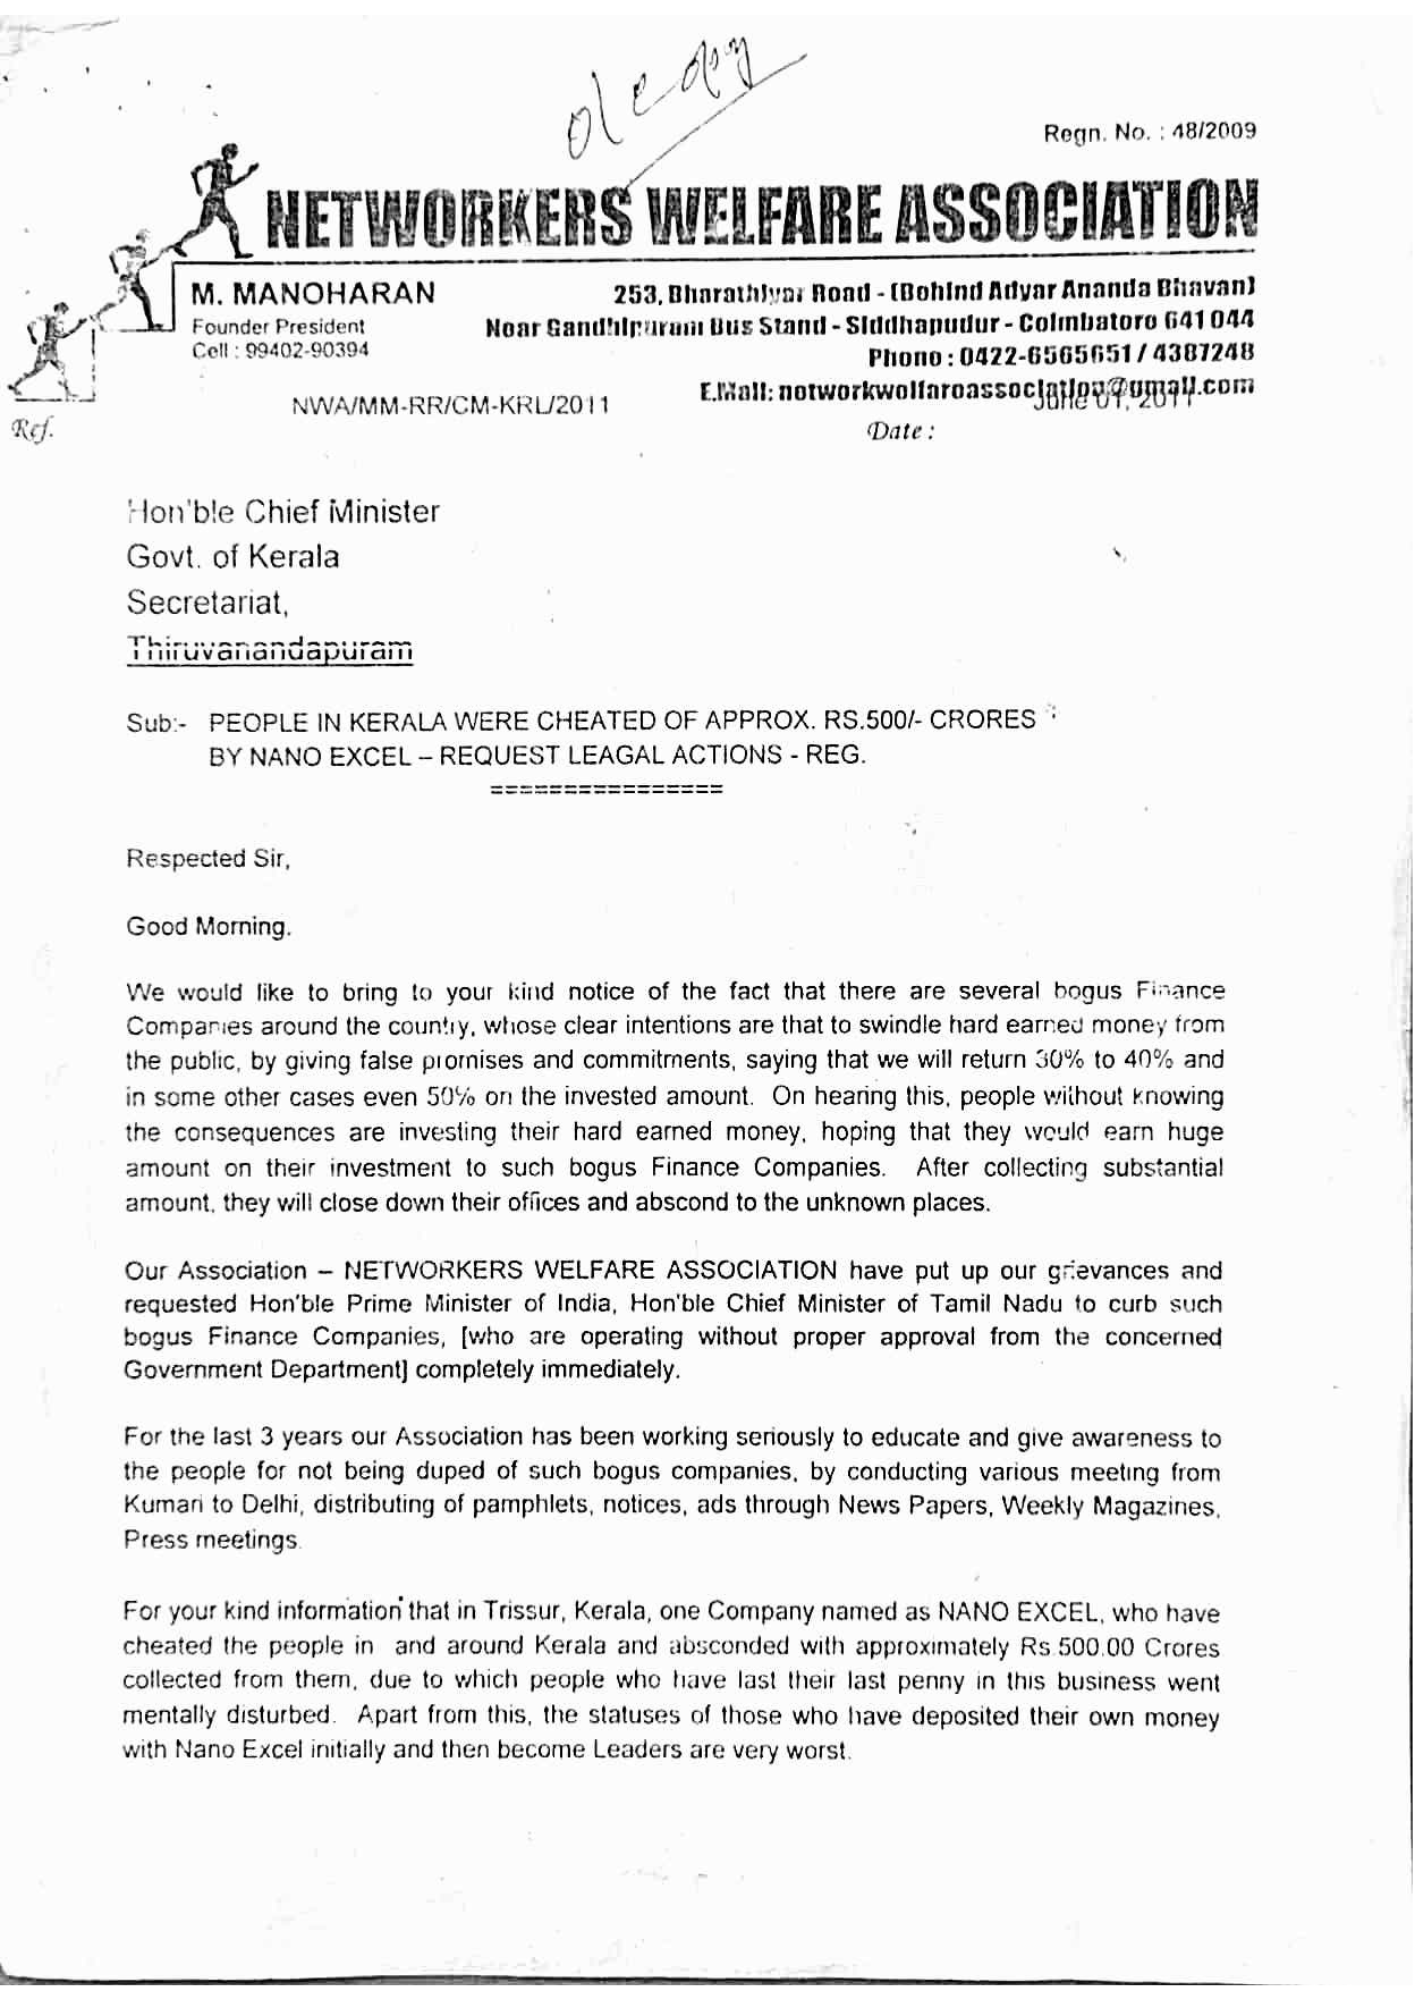 Regn. No. : 48/2009
NETWORKERS WELFARE ASSOCIATION
M. MANOHARAN
Founder President
Cell : 99402-90394
253, Bharathiyar Road - (Behind Adyar Ananda Bhavan)
Near Gandhipuram Bus Stand - Siddhapudur - Coimbatore 641 044
Phone : 0422-6565651 / 4387248
E.Mail: networkwelfareassociation@gmail.com
NWA/MM-RR/CM-KRL/2011
June 01, 2011
Ref.
Date :
Hon'ble Chief Minister
Govt. of Kerala
Secretariat,
Thiruvanandapuram
Sub:- PEOPLE IN KERALA WERE CHEATED OF APPROX. RS.500/- CRORES
BY NANO EXCEL – REQUEST LEAGAL ACTIONS - REG.
================
Respected Sir,
Good Morning.
We would like to bring to your kind notice of the fact that there are several bogus Finance
Companies around the country, whose clear intentions are that to swindle hard earned money from
the public, by giving false promises and commitments, saying that we will return 30% to 40% and
in some other cases even 50% on the invested amount. On hearing this, people without knowing
the consequences are investing their hard earned money, hoping that they would earn huge
amount on their investment to such bogus Finance Companies. After collecting substantial
amount, they will close down their offices and abscond to the unknown places.
Our Association – NETWORKERS WELFARE ASSOCIATION have put up our grievances and
requested Hon'ble Prime Minister of India, Hon'ble Chief Minister of Tamil Nadu to curb such
bogus Finance Companies, [who are operating without proper approval from the concerned
Government Department] completely immediately.
For the last 3 years our Association has been working seriously to educate and give awareness to
the people for not being duped of such bogus companies, by conducting various meeting from
Kumari to Delhi, distributing of pamphlets, notices, ads through News Papers, Weekly Magazines,
Press meetings.
For your kind information that in Trissur, Kerala, one Company named as NANO EXCEL, who have
cheated the people in and around Kerala and absconded with approximately Rs.500.00 Crores
collected from them, due to which people who have last their last penny in this business went
mentally disturbed. Apart from this, the statuses of those who have deposited their own money
with Nano Excel initially and then become Leaders are very worst.